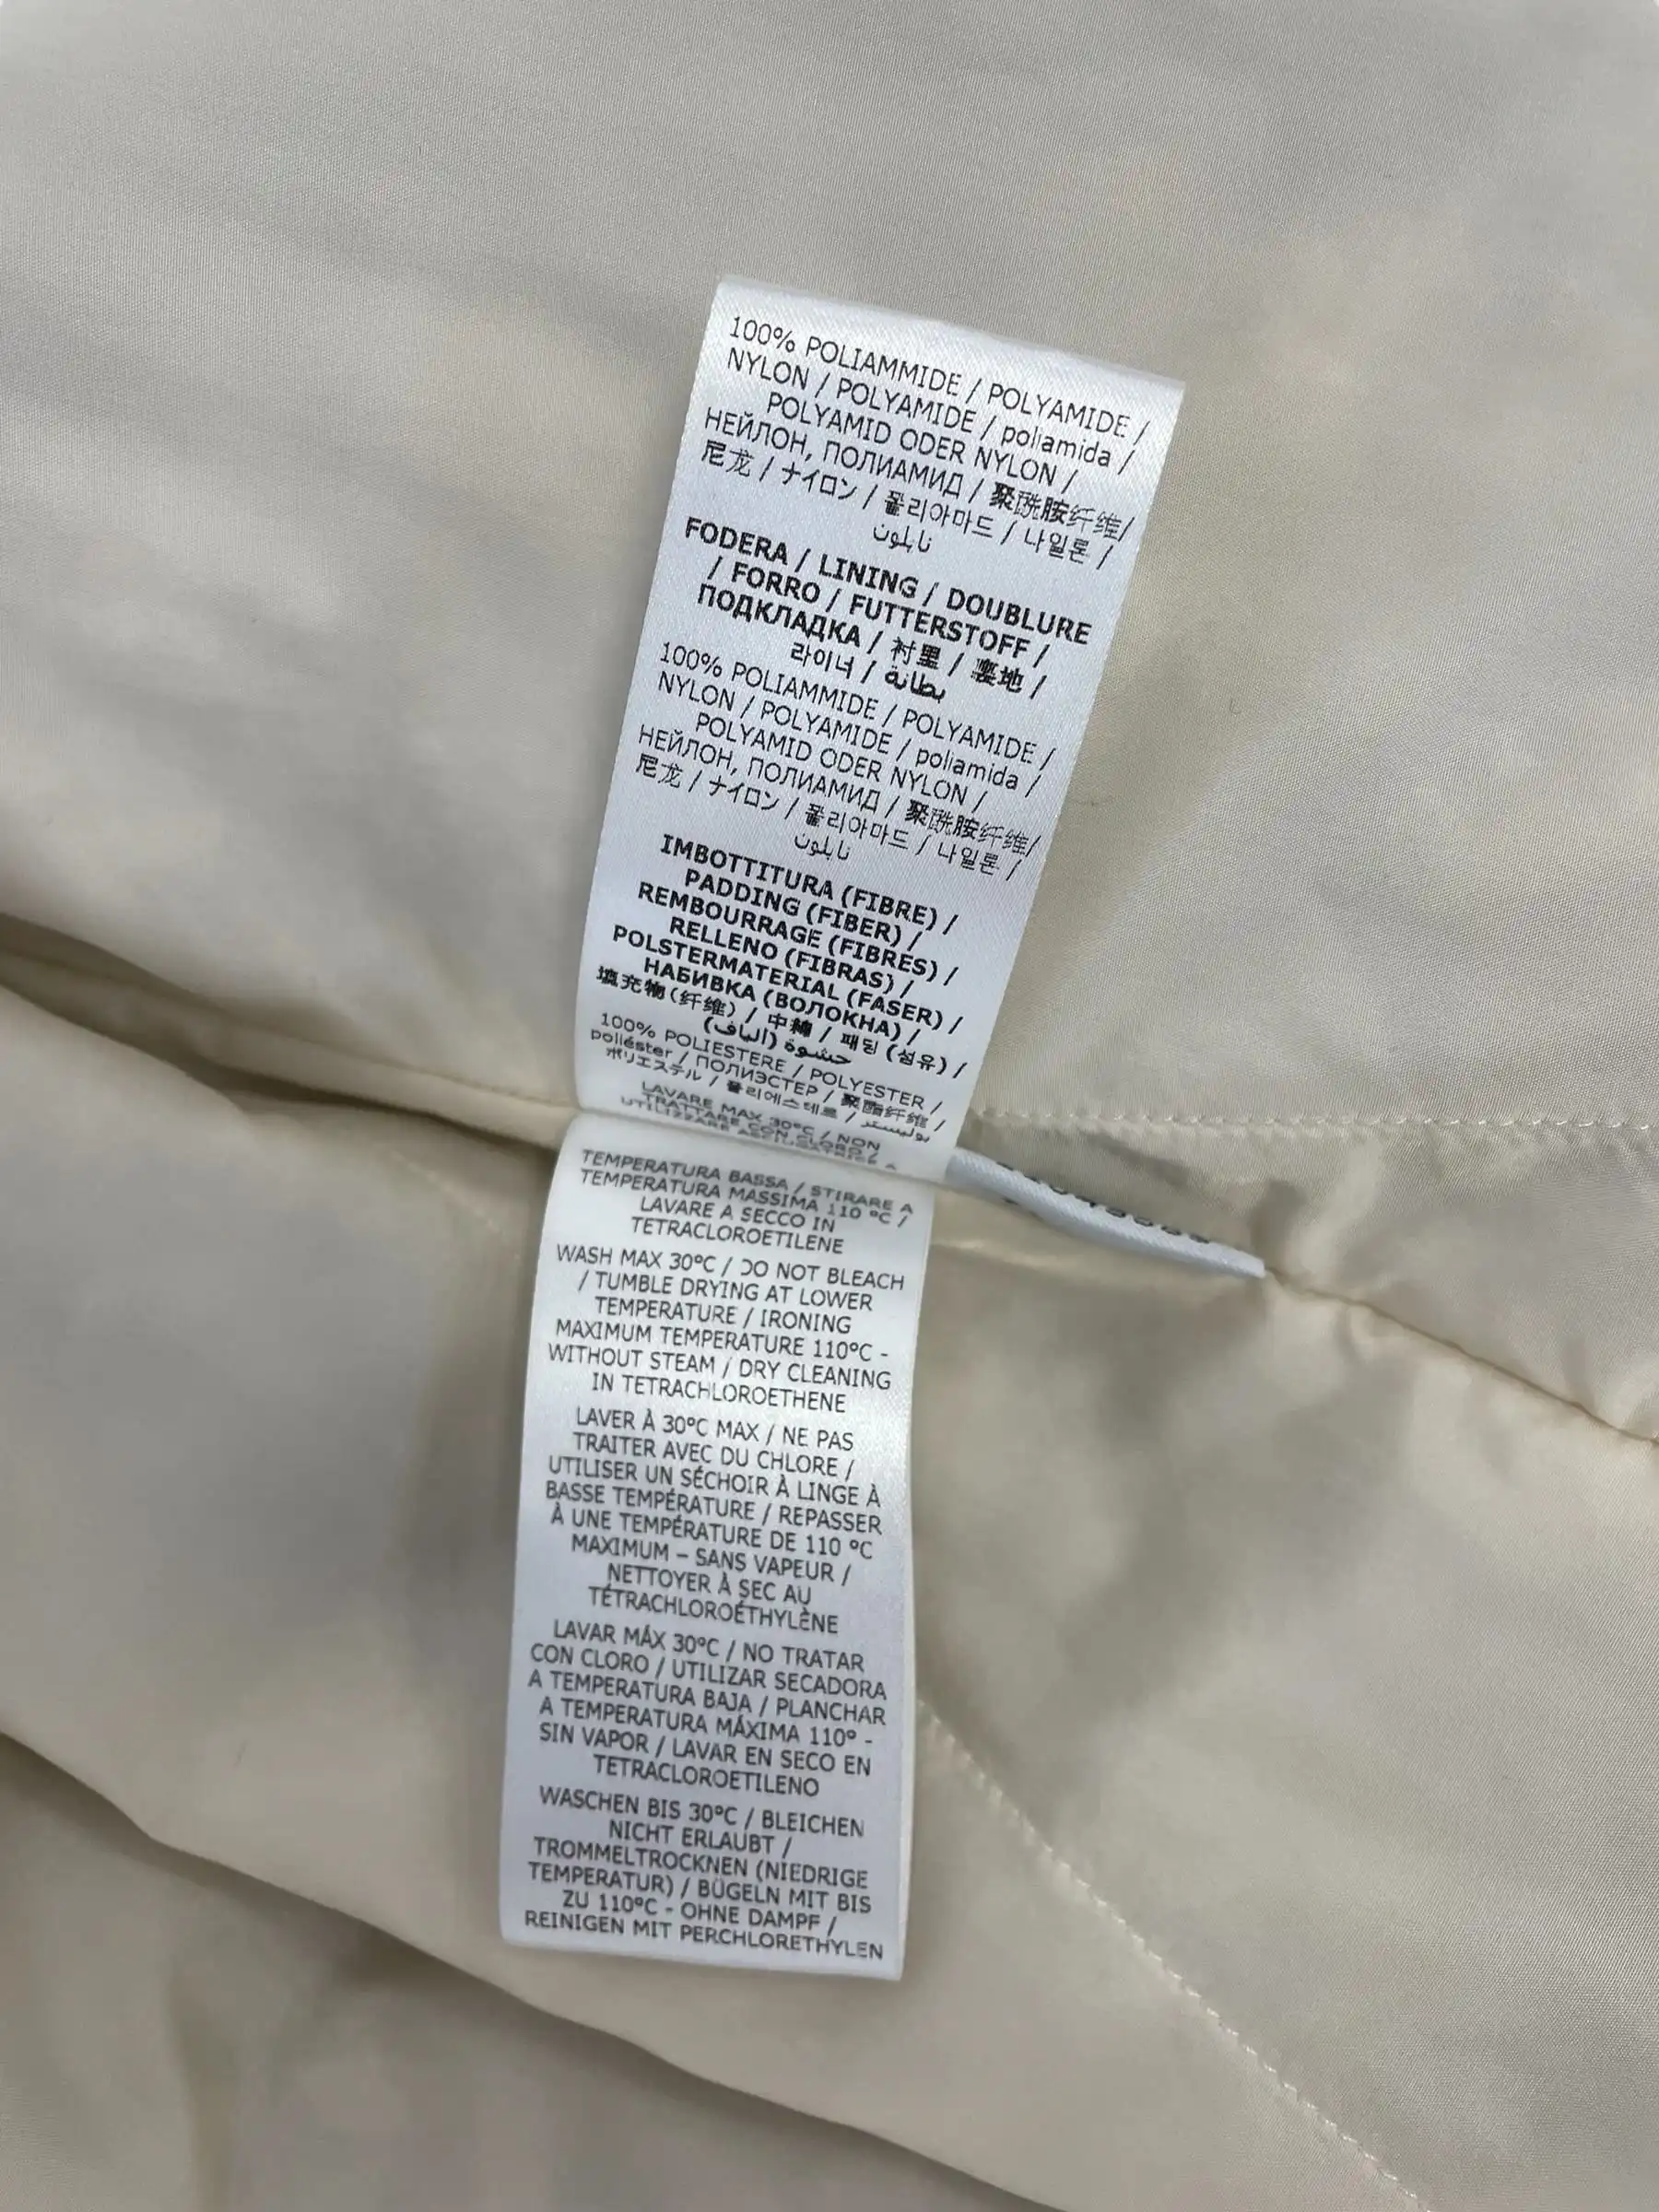 100% POLIAMMIDE / POLYAMIDE /
NYLON / POLYAMIDE / poliamida /
POLYAMID ODER NYLON /
НЕЙЛОН, ПОЛИАМИД / 聚酰胺纤维/
尼龙 / ナイロン / 폴리아마드 / 나일론 /
نايلون
FODERA / LINING / DOUBLURE
/ FORRO / FUTTERSTOFF /
ПОДКЛАДКА / 衬里 / 裏地 /
라이너 / بطانة
100% POLIAMMIDE / POLYAMIDE /
NYLON / POLYAMIDE / poliamida /
POLYAMID ODER NYLON /
НЕЙЛОН, ПОЛИАМИД / 聚酰胺纤维/
尼龙 / ナイロン / 폴리아마드 / 나일론 /
نايلون
IMBOTTITURA (FIBRE) /
PADDING (FIBER) /
REMBOURRAGE (FIBRES) /
RELLENO (FIBRAS) /
POLSTERMATERIAL (FASER) /
НАБИВКА (ВОЛОКНА) /
填充物(纤维) / 中綿 / 패딩 (섬유) /
حشوة (الياف)
100% POLIESTERE / POLYESTER /
poliéster / ПОЛИЭСТЕР / 聚酯纤维 /
ポリエステル / 폴리에스테르 / بوليستر
LAVARE MAX 30°C / NON
TRATTARE CON CLORO /
UTILIZZARE ASCIUGATRICE A
TEMPERATURA BASSA / STIRARE A
TEMPERATURA MASSIMA 110 °C /
LAVARE A SECCO IN
TETRACLOROETILENE
WASH MAX 30°C / DO NOT BLEACH
/ TUMBLE DRYING AT LOWER
TEMPERATURE / IRONING
MAXIMUM TEMPERATURE 110°C -
WITHOUT STEAM / DRY CLEANING
IN TETRACHLOROETHENE
LAVER À 30°C MAX / NE PAS
TRAITER AVEC DU CHLORE /
UTILISER UN SÉCHOIR À LINGE À
BASSE TEMPÉRATURE / REPASSER
À UNE TEMPÉRATURE DE 110 °C
MAXIMUM – SANS VAPEUR /
NETTOYER À SEC AU
TÉTRACHLOROÉTHYLÈNE
LAVAR MÁX 30°C / NO TRATAR
CON CLORO / UTILIZAR SECADORA
A TEMPERATURA BAJA / PLANCHAR
A TEMPERATURA MÁXIMA 110° -
SIN VAPOR / LAVAR EN SECO EN
TETRACLOROETILENO
WASCHEN BIS 30°C / BLEICHEN
NICHT ERLAUBT /
TROMMELTROCKNEN (NIEDRIGE
TEMPERATUR) / BÜGELN MIT BIS
ZU 110°C - OHNE DAMPF /
REINIGEN MIT PERCHLORETHYLEN